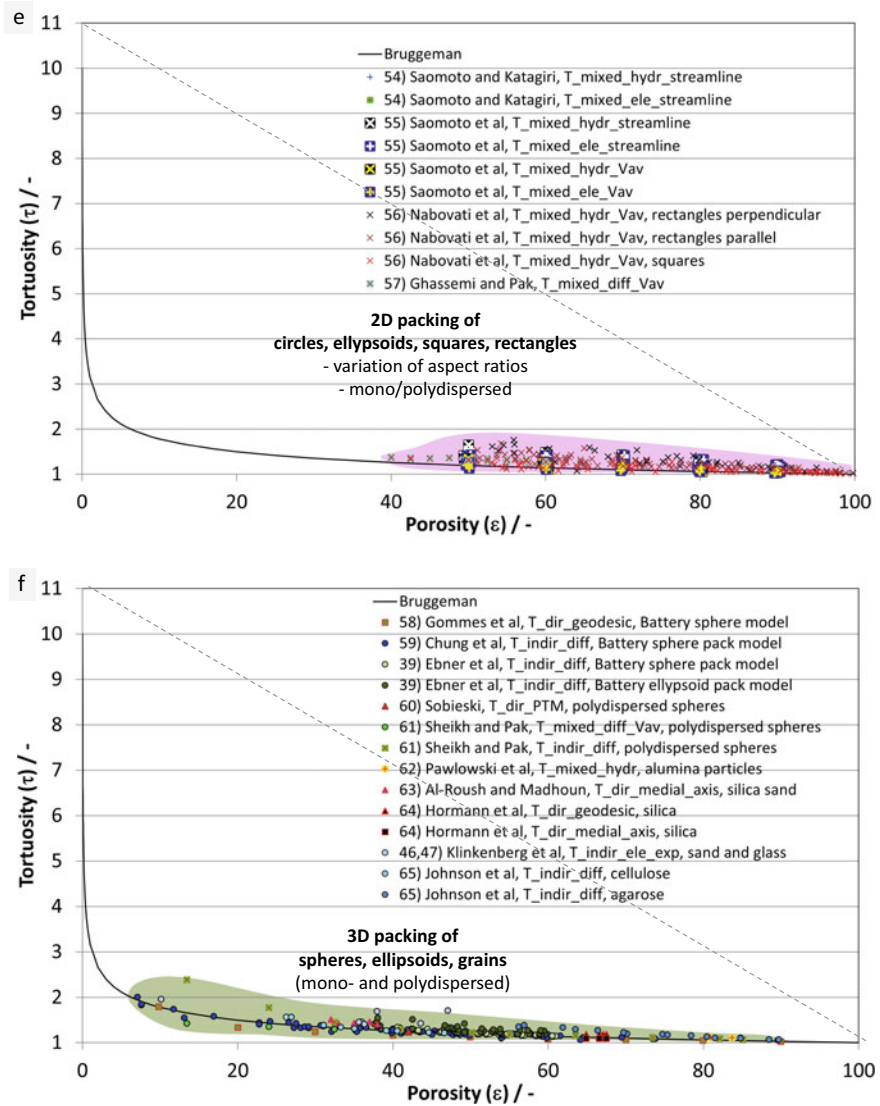 e
Tortuosity (τ) / -
11
10
9
8
7
6
5
4
3
2
1
Bruggeman
54) Saomoto and Katagiri, T_mixed_hydr_streamline
54) Saomoto and Katagiri, T_mixed_ele_streamline
55) Saomoto et al, T_mixed_hydr_streamline
55) Saomoto et al, T_mixed_ele_streamline
55) Saomoto et al, T_mixed_hydr_Vav
55) Saomoto et al, T_mixed_ele_Vav
56) Nabovati et al, T_mixed_hydr_Vav, rectangles perpendicular
56) Nabovati et al, T_mixed_hydr_Vav, rectangles parallel
56) Nabovati et al, T_mixed_hydr_Vav, squares
57) Ghassemi and Pak, T_mixed_diff_Vav
2D packing of
circles, ellypsoids, squares, rectangles
- variation of aspect ratios
- mono/polydispersed
0 20 40 60 80 100
Porosity (ε) / -
f
Tortuosity (τ) / -
11
10
9
8
7
6
5
4
3
2
1
Bruggeman
58) Gommes et al, T_dir_geodesic, Battery sphere model
59) Chung et al, T_indir_diff, Battery sphere pack model
39) Ebner et al, T_indir_diff, Battery sphere pack model
39) Ebner et al, T_indir_diff, Battery ellypsoid pack model
60) Sobieski, T_dir_PTM, polydispersed spheres
61) Sheikh and Pak, T_mixed_diff_Vav, polydispersed spheres
61) Sheikh and Pak, T_indir_diff, polydispersed spheres
62) Pawlowski et al, T_mixed_hydr, alumina particles
63) Al-Roush and Madhoun, T_dir_medial_axis, silica sand
64) Hormann et al, T_dir_geodesic, silica
64) Hormann et al, T_dir_medial_axis, silica
46,47) Klinkenberg et al, T_indir_ele_exp, sand and glass
65) Johnson et al, T_indir_diff, cellulose
65) Johnson et al, T_indir_diff, agarose
3D packing of
spheres, ellipsoids, grains
(mono- and polydispersed)
0 20 40 60 80 100
Porosity (ε) / -